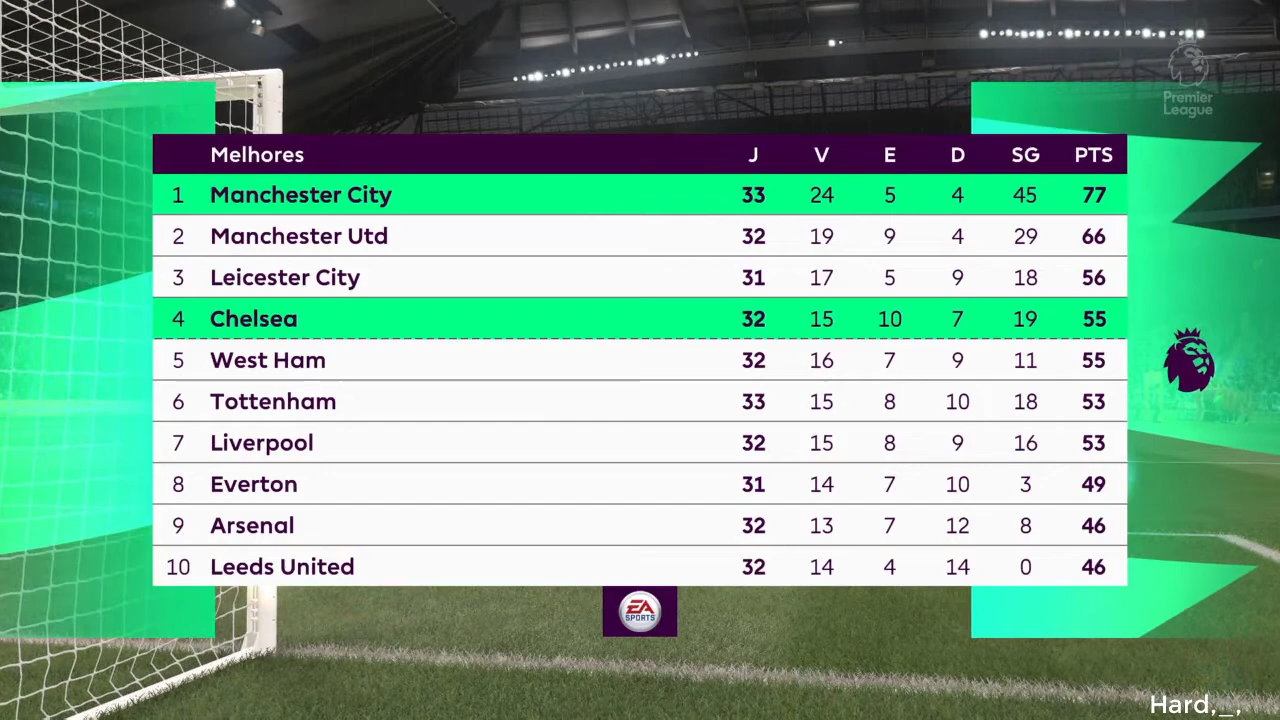 Premier
League
Melhores J V E D SG PTS
1 Manchester City 33 24 5 4 45 77
2 Manchester Utd 32 19 9 4 29 66
3 Leicester City 31 17 5 9 18 56
4 Chelsea 32 15 10 7 19 55
5 West Ham 32 16 7 9 11 55
6 Tottenham 33 15 8 10 18 53
7 Liverpool 32 15 8 9 16 53
8 Everton 31 14 7 10 3 49
9 Arsenal 32 13 7 12 8 46
10 Leeds United 32 14 4 14 0 46
EA
SPORTS
Hard,_,